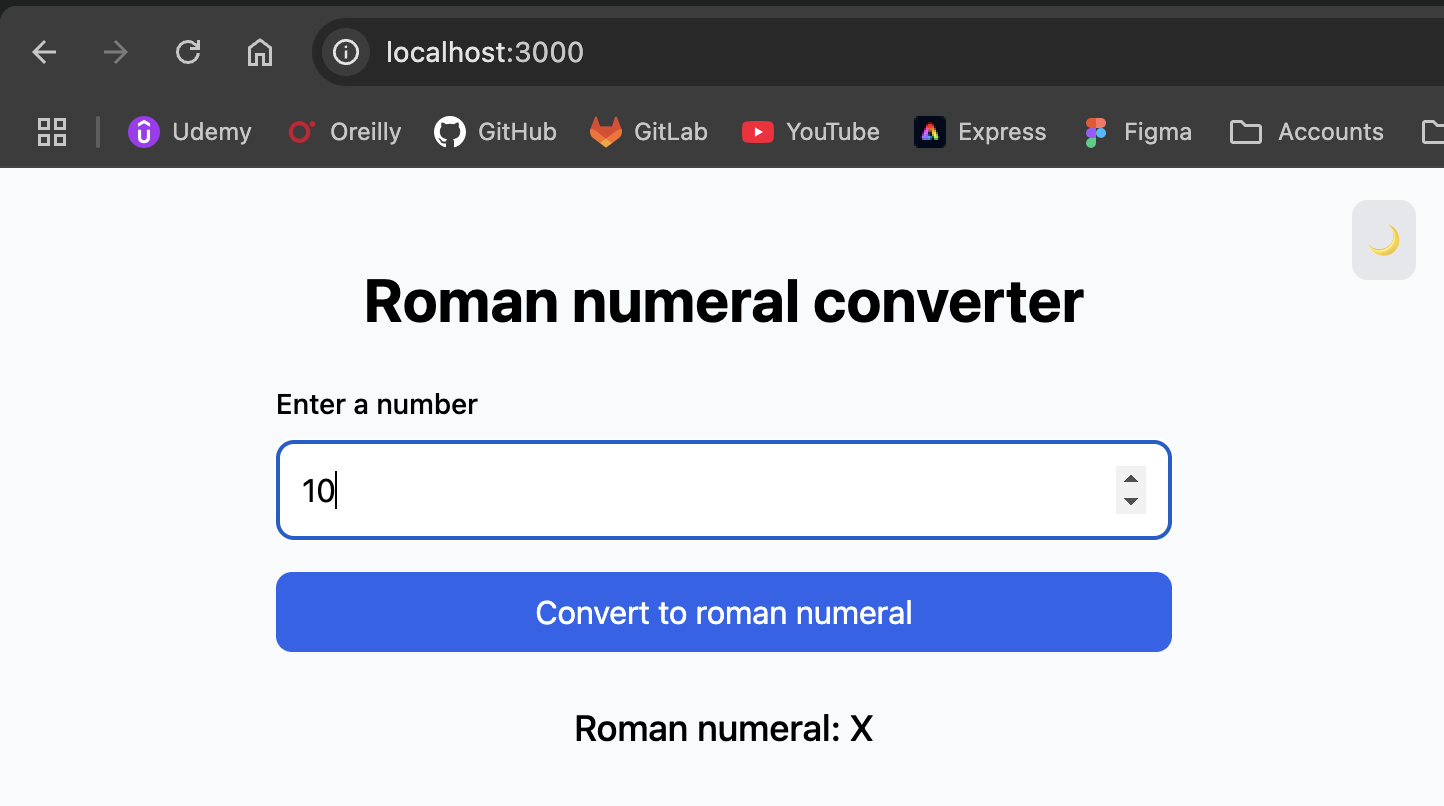 localhost:3000
Udemy Oreilly GitHub GitLab YouTube Express Figma Accounts
Roman numeral converter
Enter a number
10
Convert to roman numeral
Roman numeral: X